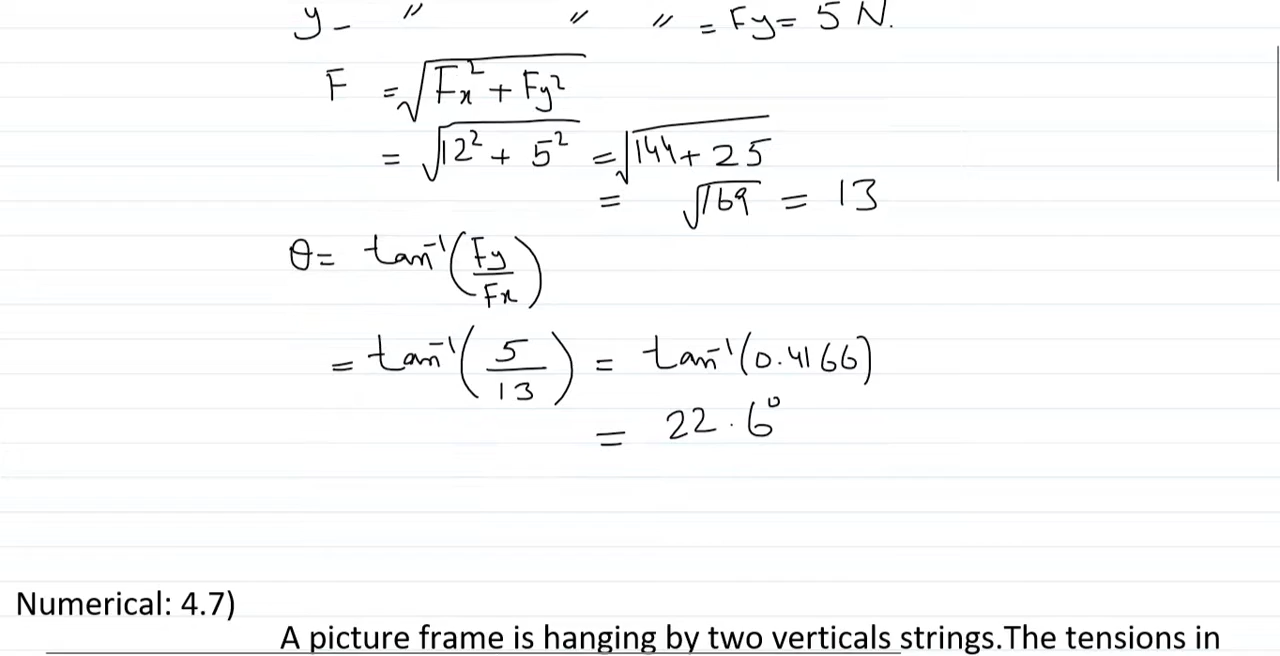 y- " " " = Fy = 5 N.
F = √Fx² + Fy²
= √12² + 5² = √144 + 25
= √169 = 13
θ = tan⁻¹(Fy/Fx)
= tan⁻¹(5/13) = tan⁻¹(0.4166)
= 22.6°
Numerical: 4.7)
A picture frame is hanging by two verticals strings.The tensions in